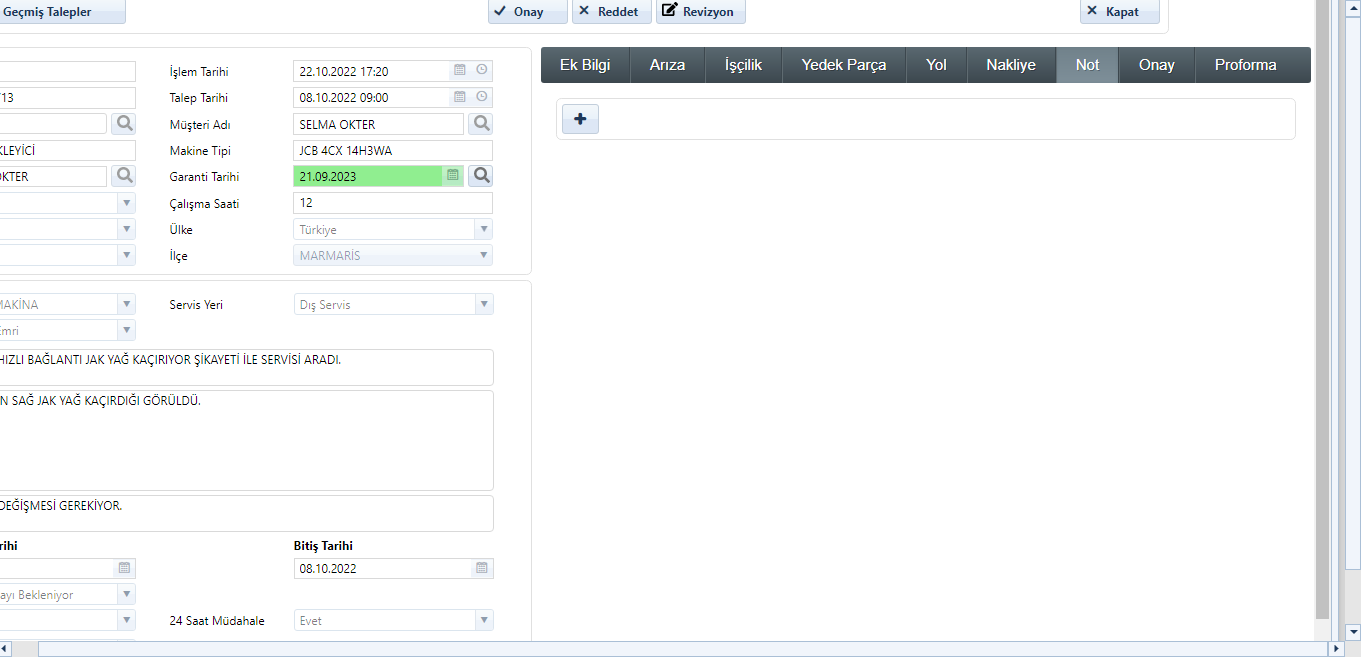 Geçmiş Talepler
Onay
Reddet
Revizyon
Kapat
Ek Bilgi
Arıza
İşçilik
Yedek Parça
Yol
Nakliye
Not
Onay
Proforma
İşlem Tarihi
22.10.2022 17:20
13
Talep Tarihi
08.10.2022 09:00
Müşteri Adı
SELMA OKTER
KLEYİCİ
Makine Tipi
JCB 4CX 14H3WA
OKTER
Garanti Tarihi
21.09.2023
Çalışma Saati
12
Ülke
Türkiye
İlçe
MARMARİS
MAKİNA
Servis Yeri
Dış Servis
Emri
HIZLI BAĞLANTI JAK YAĞ KAÇIRIYOR ŞİKAYETİ İLE SERVİSİ ARADI.
N SAĞ JAK YAĞ KAÇIRDIĞI GÖRÜLDÜ.
DEĞİŞMESİ GEREKİYOR.
rihi
Bitiş Tarihi
08.10.2022
ayı Bekleniyor
24 Saat Müdahale
Evet